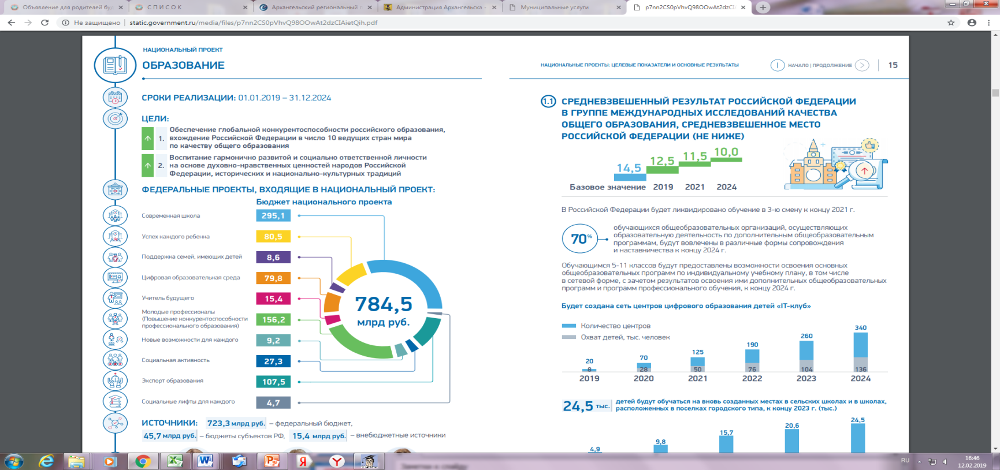 Объявление для родителей буд
С П И С О К
Архангельский региональный
Администрация Архангельска
Муниципальные услуги
p7nn2CS0pVhvQ98OOwAt2dzCIA
Не защищено | static.government.ru/media/files/p7nn2CS0pVhvQ98OOwAt2dzCIAietQih.pdf
НАЦИОНАЛЬНЫЙ ПРОЕКТ
ОБРАЗОВАНИЕ
СРОКИ РЕАЛИЗАЦИИ: 01.01.2019 – 31.12.2024
ЦЕЛИ:
1. Обеспечение глобальной конкурентоспособности российского образования,
вхождение Российской Федерации в число 10 ведущих стран мира
по качеству общего образования
2. Воспитание гармонично развитой и социально ответственной личности
на основе духовно-нравственных ценностей народов Российской
Федерации, исторических и национально-культурных традиций
ФЕДЕРАЛЬНЫЕ ПРОЕКТЫ, ВХОДЯЩИЕ В НАЦИОНАЛЬНЫЙ ПРОЕКТ:
Бюджет национального проекта
Современная школа 295,1
Успех каждого ребенка 80,5
Поддержка семей, имеющих детей 8,6
Цифровая образовательная среда 79,8
Учитель будущего 15,4
Молодые профессионалы
(Повышение конкурентоспособности
профессионального образования) 156,2
Новые возможности для каждого 9,2
Социальная активность 27,3
Экспорт образования 107,5
Социальные лифты для каждого 4,7
784,5
млрд руб.
ИСТОЧНИКИ: 723,3 млрд руб. – федеральный бюджет,
45,7 млрд руб. – бюджеты субъектов РФ, 15,4 млрд руб. – внебюджетные источники
НАЦИОНАЛЬНЫЕ ПРОЕКТЫ: ЦЕЛЕВЫЕ ПОКАЗАТЕЛИ И ОСНОВНЫЕ РЕЗУЛЬТАТЫ
НАЧАЛО | ПРОДОЛЖЕНИЕ
15
1.1 СРЕДНЕВЗВЕШЕННЫЙ РЕЗУЛЬТАТ РОССИЙСКОЙ ФЕДЕРАЦИИ
В ГРУППЕ МЕЖДУНАРОДНЫХ ИССЛЕДОВАНИЙ КАЧЕСТВА
ОБЩЕГО ОБРАЗОВАНИЯ, СРЕДНЕВЗВЕШЕННОЕ МЕСТО
РОССИЙСКОЙ ФЕДЕРАЦИИ (НЕ НИЖЕ)
14,5 12,5 11,5 10,0
Базовое значение 2019 2021 2024
В Российской Федерации будет ликвидировано обучение в 3-ю смену к концу 2021 г.
70%
обучающихся общеобразовательных организаций, осуществляющих
образовательную деятельность по дополнительным общеобразовательным
программам, будут вовлечены в различные формы сопровождения
и наставничества к концу 2024 г.
Обучающимся 5-11 классов будут предоставлены возможности освоения основных
общеобразовательных программ по индивидуальному учебному плану, в том числе
в сетевой форме, с зачетом результатов освоения ими дополнительных общеобразовательных
программ и программ профессионального обучения, к концу 2024 г.
Будет создана сеть центров цифрового образования детей «IT-клуб»
Количество центров
Охват детей, тыс. человек
20 70 125 190 260 340
8 28 50 76 104 136
2019 2020 2021 2022 2023 2024
24,5 тыс.
детей будут обучаться на вновь созданных местах в сельских школах и в школах,
расположенных в поселках городского типа, к концу 2023 г. (тыс.)
4,9 9,8 15,7 20,6 24,5
Заметки к слайду
RU
16:46
12.02.2019